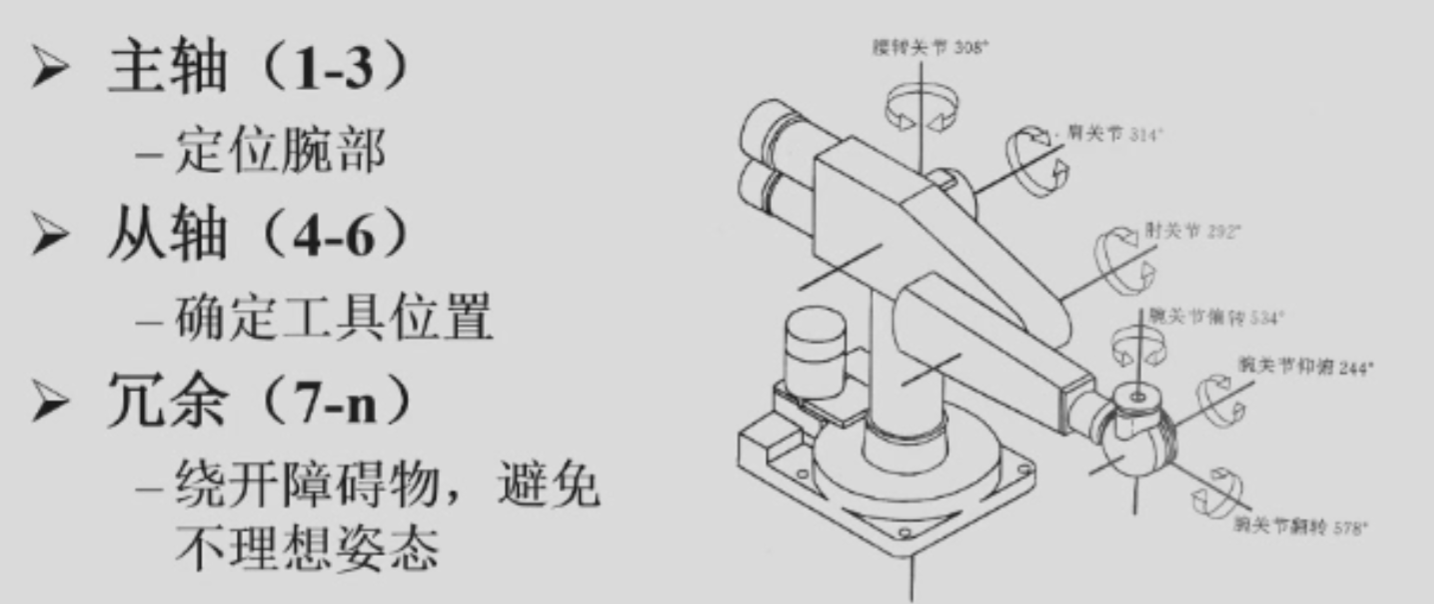 ➢ 主轴（1-3）
– 定位腕部
➢ 从轴（4-6）
– 确定工具位置
➢ 冗余（7-n）
– 绕开障碍物，避免
不理想姿态
腰转关节 308°
肩关节 314°
肘关节 292°
腕关节偏转 534°
腕关节仰俯 244°
腕关节翻转 578°